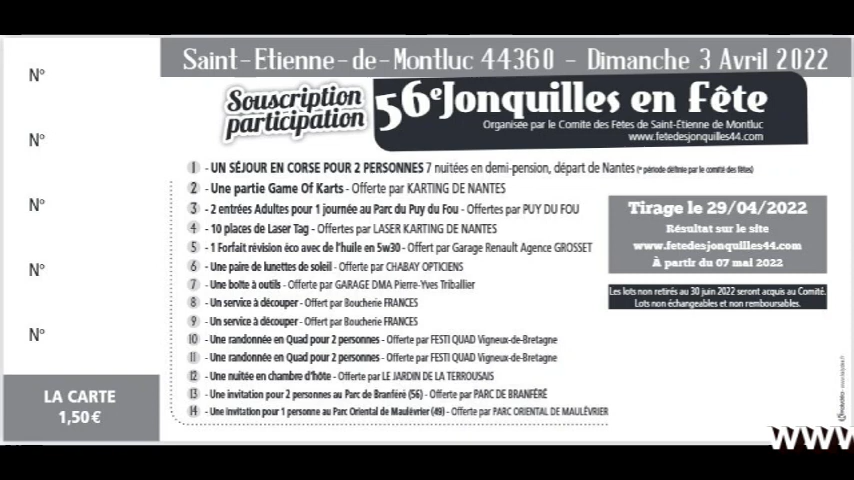 Saint-Etienne-de-Montluc 44360 - Dimanche 3 Avril 2022
Souscription
participation
56e Jonquilles en Fête
Organisée par le Comite des Fetes de Saint-Etienne de Montluc
www.fetedesjonquilles44.com
N°
N°
N°
N°
N°
LA CARTE
1,50 €
1 - UN SÉJOUR EN CORSE POUR 2 PERSONNES 7 nuitées en demi-pension, départ de Nantes (* période définie par le comité des fêtes)
2 - Une partie Game Of Karts - Offerte par KARTING DE NANTES
3 - 2 entrées Adultes pour 1 journée au Parc du Puy du Fou - Offertes par PUY DU FOU
4 - 10 places de Laser Tag - Offertes par LASER KARTING DE NANTES
5 - 1 Forfait révision éco avec de l'huile en 5w30 - Offert par Garage Renault Agence GROSSET
6 - Une paire de lunettes de soleil - Offerte par CHABAY OPTICIENS
7 - Une boîte à outils - Offerte par GARAGE DMA Pierre-Yves Triballier
8 - Un service à découper - Offert par Boucherie FRANCES
9 - Un service à découper - Offert par Boucherie FRANCES
10 - Une randonnée en Quad pour 2 personnes - Offerte par FESTI QUAD Vigneux-de-Bretagne
11 - Une randonnée en Quad pour 2 personnes - Offerte par FESTI QUAD Vigneux-de-Bretagne
12 - Une nuitée en chambre d'hôte - Offerte par LE JARDIN DE LA TERROUSAIS
13 - Une invitation pour 2 personnes au Parc de Branféré (56) - Offerte par PARC DE BRANFÉRÉ
14 - Une invitation pour 1 personne au Parc Oriental de Maulévrier (49) - Offerte par PARC ORIENTAL DE MAULÉVRIER
Tirage le 29/04/2022
Résultat sur le site
www.fetedesjonquilles44.com
À partir du 07 mai 2022
Les lots non retirés au 30 juin 2022 seront acquis au Comité.
Lots non échangeables et non remboursables.
www